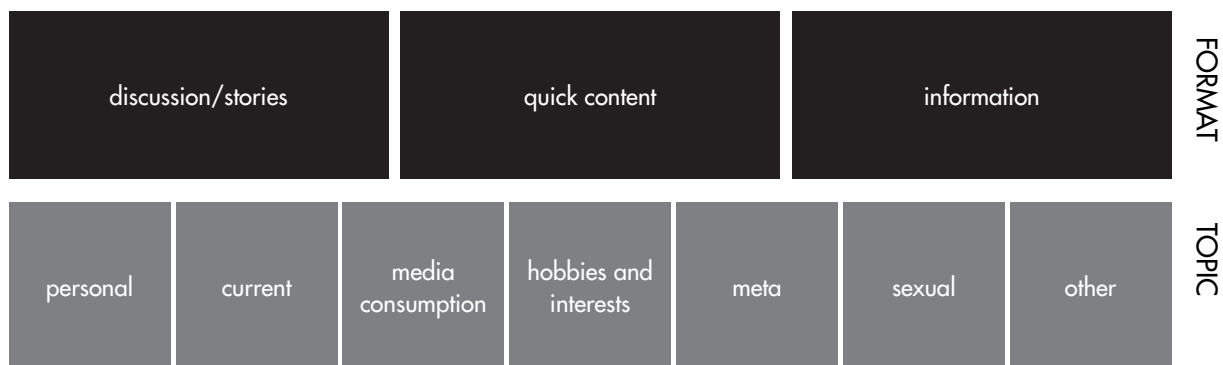 discussion/stories
quick content
information
FORMAT
personal
current
media
consumption
hobbies and
interests
meta
sexual
other
TOPIC